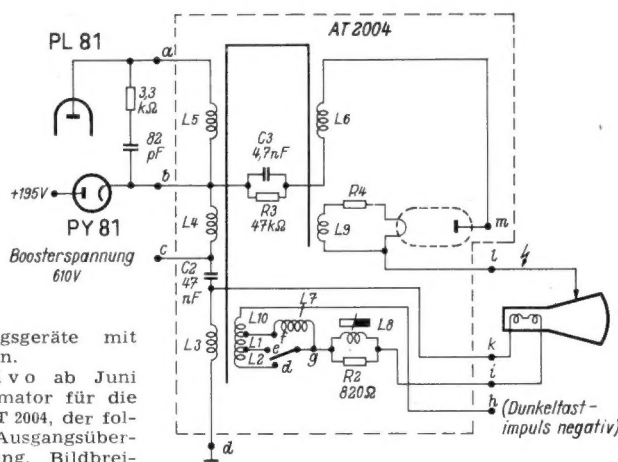 AT 2004
PL 81
a
3,3
kΩ
82
pF
L5
L6
C3
4,7nF
b
R3
47kΩ
+195V
PY 81
L4
R4
L9
m
c
Boosterspannung
610V
C2
47
nF
l
L7
L10
L3
L1
L2
f
e
d
g
L8
R2
820Ω
k
i
h
(Dunkeltast-
impuls negativ)
d
gsgeräte mit
n.
vo ab Juni
mator für die
T 2004, der fol-
Ausgangsüber-
ng, Bildbrei-